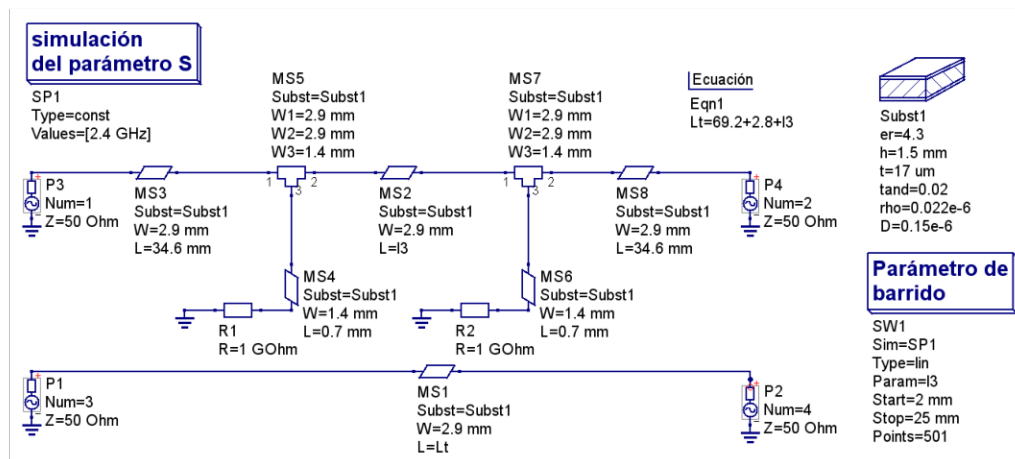 simulación
del parámetro S
SP1
Type=const
Values=[2.4 GHz]
MS5
Subst=Subst1
W1=2.9 mm
W2=2.9 mm
W3=1.4 mm
MS7
Subst=Subst1
W1=2.9 mm
W2=2.9 mm
W3=1.4 mm
Ecuación
Eqn1
Lt=69.2+2.8+l3
Subst1
er=4.3
h=1.5 mm
t=17 um
tand=0.02
rho=0.022e-6
D=0.15e-6
P3
Num=1
Z=50 Ohm
MS3
Subst=Subst1
W=2.9 mm
L=34.6 mm
1
2
3
MS2
Subst=Subst1
W=2.9 mm
L=l3
1
2
3
MS8
Subst=Subst1
W=2.9 mm
L=34.6 mm
P4
Num=2
Z=50 Ohm
MS4
Subst=Subst1
W=1.4 mm
L=0.7 mm
R1
R=1 GOhm
MS6
Subst=Subst1
W=1.4 mm
L=0.7 mm
R2
R=1 GOhm
Parámetro de
barrido
SW1
Sim=SP1
Type=lin
Param=l3
Start=2 mm
Stop=25 mm
Points=501
P1
Num=3
Z=50 Ohm
MS1
Subst=Subst1
W=2.9 mm
L=Lt
P2
Num=4
Z=50 Ohm